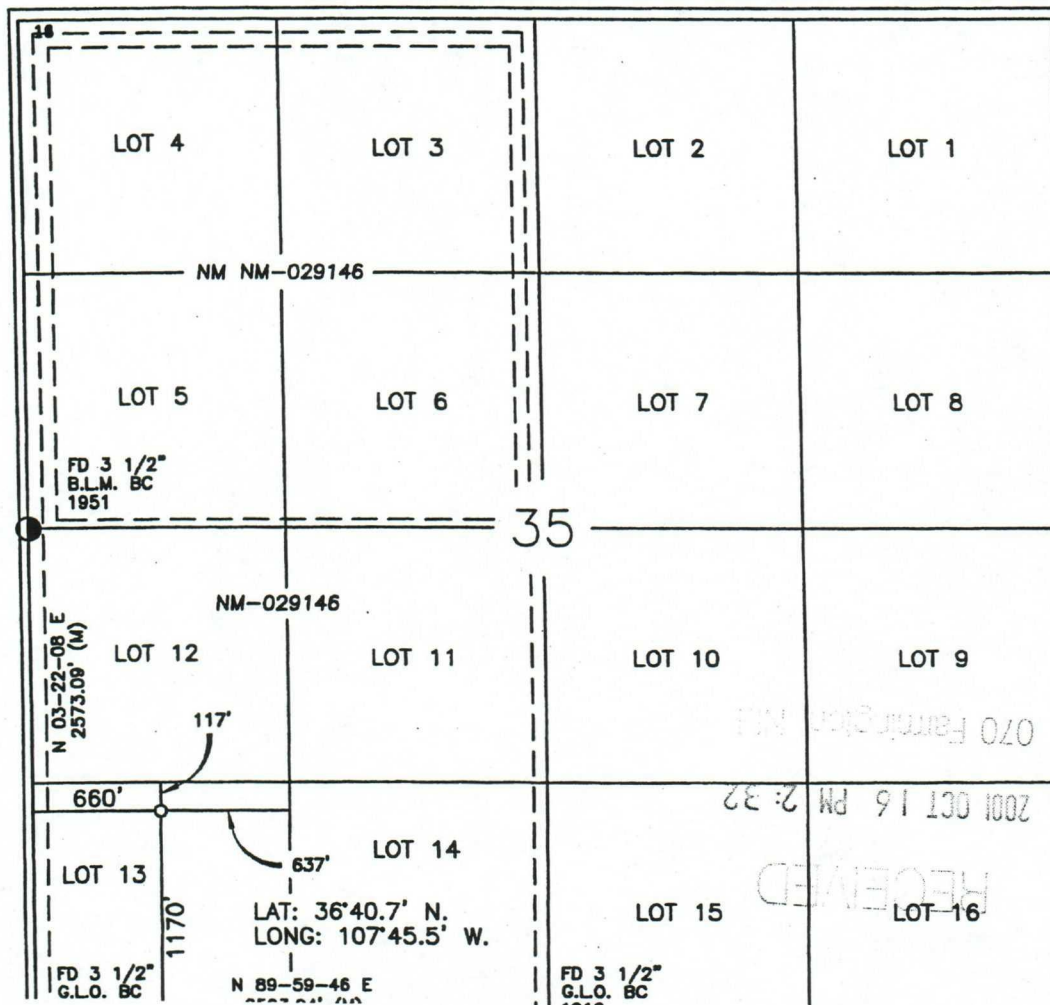 16
LOT 4
LOT 3
LOT 2
LOT 1
NM NM-029146
LOT 5
LOT 6
LOT 7
LOT 8
FD 3 1/2"
B.L.M. BC
1951
35
NM-029146
N 03-22-08 E
2573.09' (M)
LOT 12
LOT 11
LOT 10
LOT 9
117'
070 Farmington NM
660'
2001 OCT 16 PM 2: 32
637'
LOT 13
LOT 14
RECEIVED
1170'
LAT: 36°40.7' N.
LONG: 107°45.5' W.
LOT 15
LOT 16
FD 3 1/2"
G.L.O. BC
N 89-59-46 E
FD 3 1/2"
G.L.O. BC